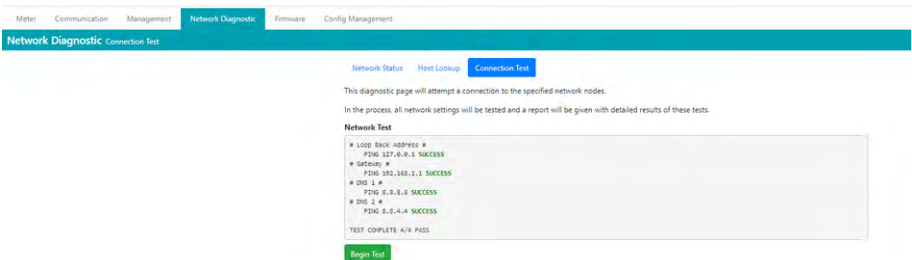 Meter Communication Management Network Diagnostic Firmware Config Management
Network Diagnostic Connection Test
Network Status Host Lookup Connection Test
This diagnostic page will attempt a connection to the specified network nodes.
In the process, all network settings will be tested and a report will be given with detailed results of these tests.
Network Test
# Loop Back Address #
PING 127.0.0.1 SUCCESS
# Gateway #
PING 192.168.1.1 SUCCESS
# DNS 1 #
PING 8.8.8.8 SUCCESS
# DNS 2 #
PING 8.8.4.4 SUCCESS
TEST COMPLETE 4/4 PASS
Begin Test